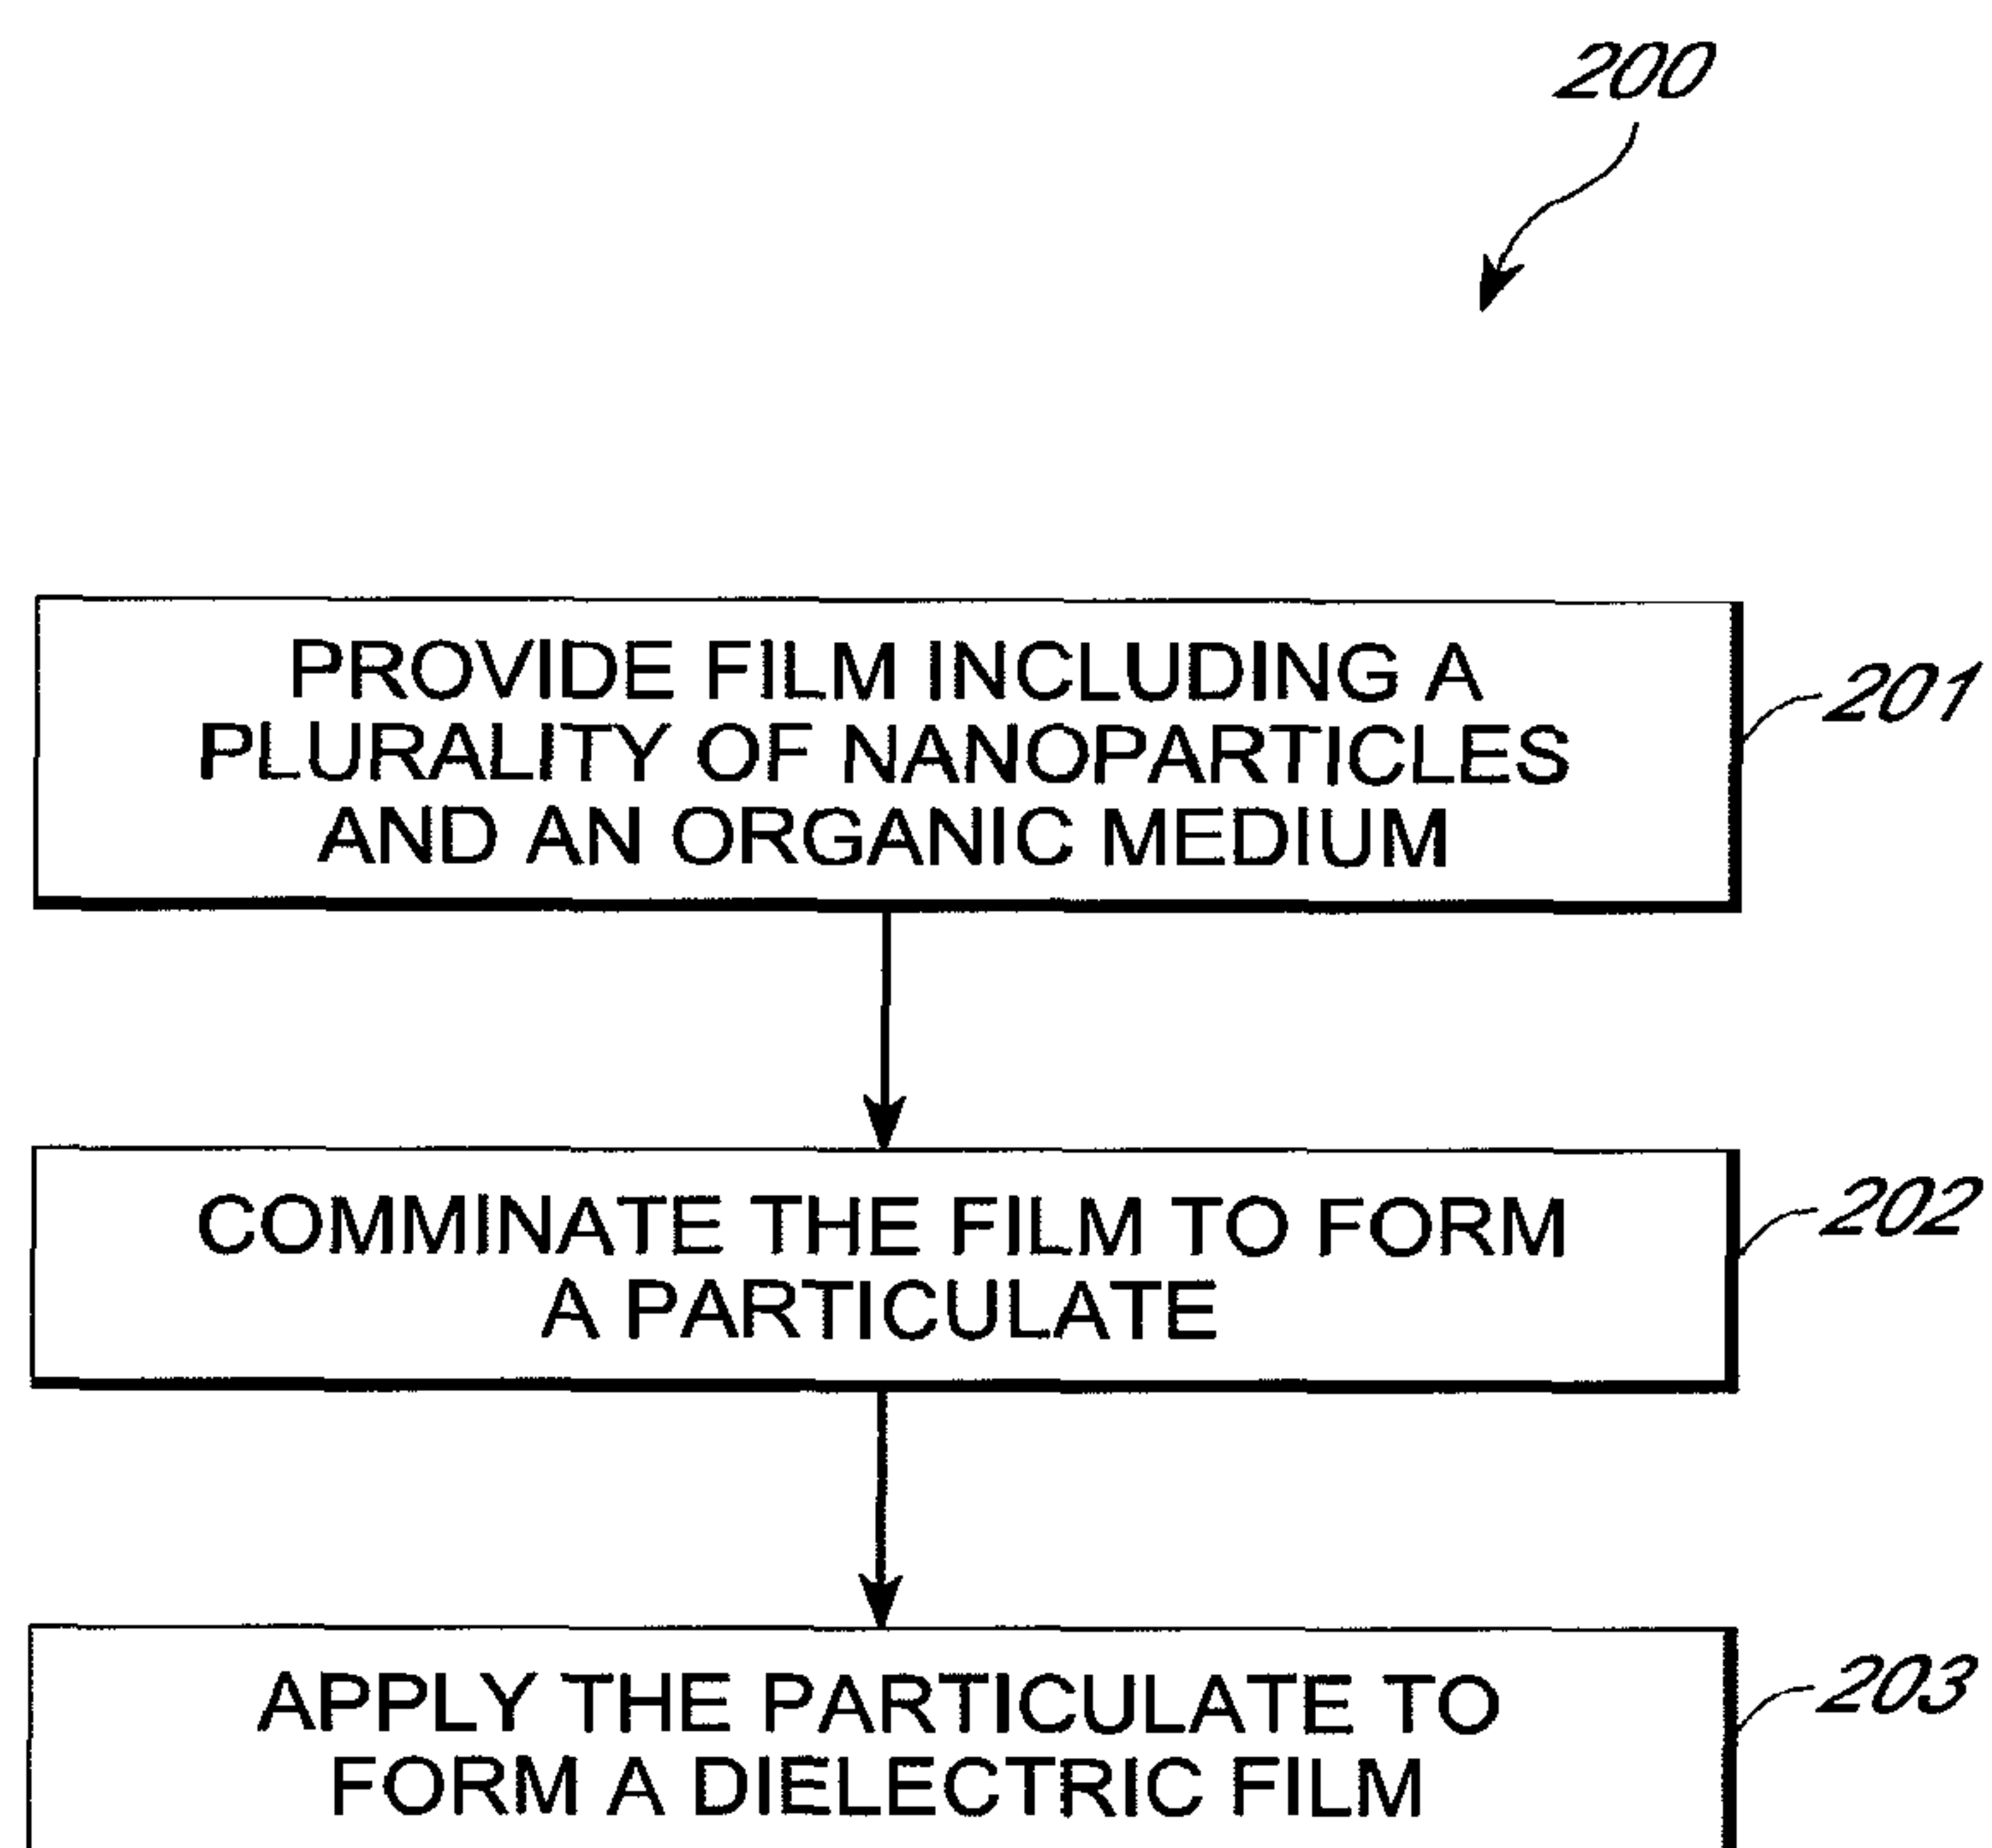 200
PROVIDE FILM INCLUDING A
PLURALITY OF NANOPARTICLES
AND AN ORGANIC MEDIUM
201
COMMINATE THE FILM TO FORM
A PARTICULATE
202
APPLY THE PARTICULATE TO
FORM A DIELECTRIC FILM
203